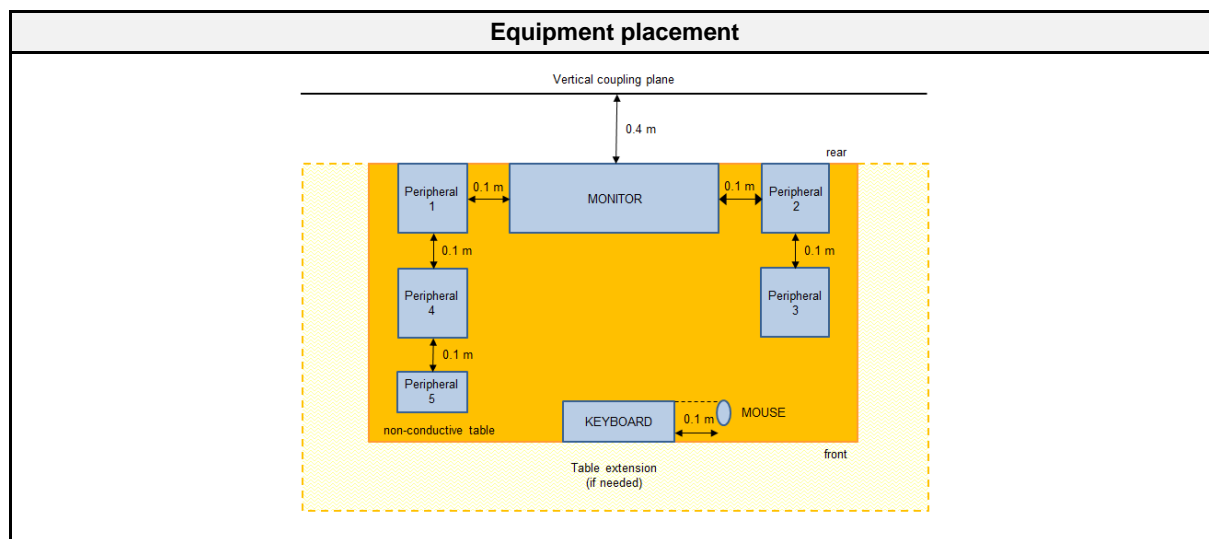 Equipment placement
Vertical coupling plane
0.4 m
rear
Peripheral
1
0.1 m
MONITOR
0.1 m
Peripheral
2
0.1 m
0.1 m
Peripheral
4
Peripheral
3
0.1 m
Peripheral
5
KEYBOARD
0.1 m
MOUSE
non-conductive table
front
Table extension
(if needed)